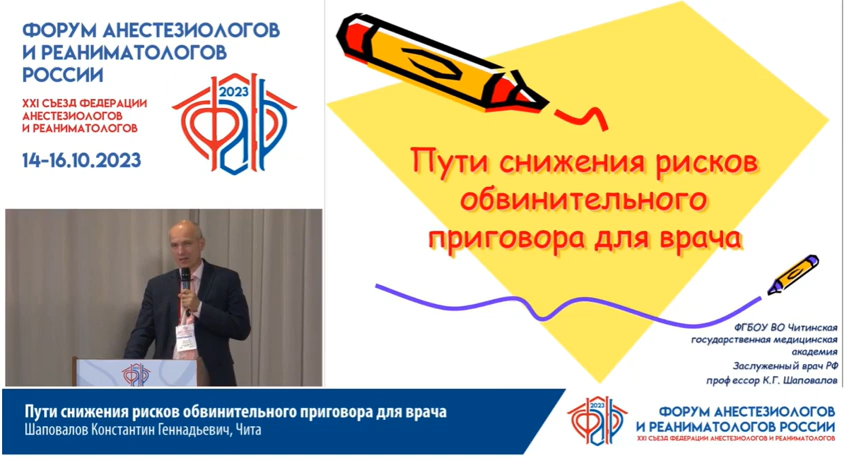 ФОРУМ АНЕСТЕЗИОЛОГОВ
И РЕАНИМАТОЛОГОВ
РОССИИ
XXI СЪЕЗД ФЕДЕРАЦИИ
АНЕСТЕЗИОЛОГОВ
И РЕАНИМАТОЛОГОВ
2023
ФАР
14-16.10.2023
Пути снижения рисков
обвинительного
приговора для врача
ФГБОУ ВО Читинская
государственная медицинская
академия
Заслуженный врач РФ
профессор К.Г. Шаповалов
Пути снижения рисков обвинительного приговора для врача
Шаповалов Константин Геннадьевич, Чита
2023
ФАР
ФОРУМ АНЕСТЕЗИОЛОГОВ
И РЕАНИМАТОЛОГОВ РОССИИ
XXI СЪЕЗД ФЕДЕРАЦИИ АНЕСТЕЗИОЛОГОВ И РЕАНИМАТОЛОГОВ